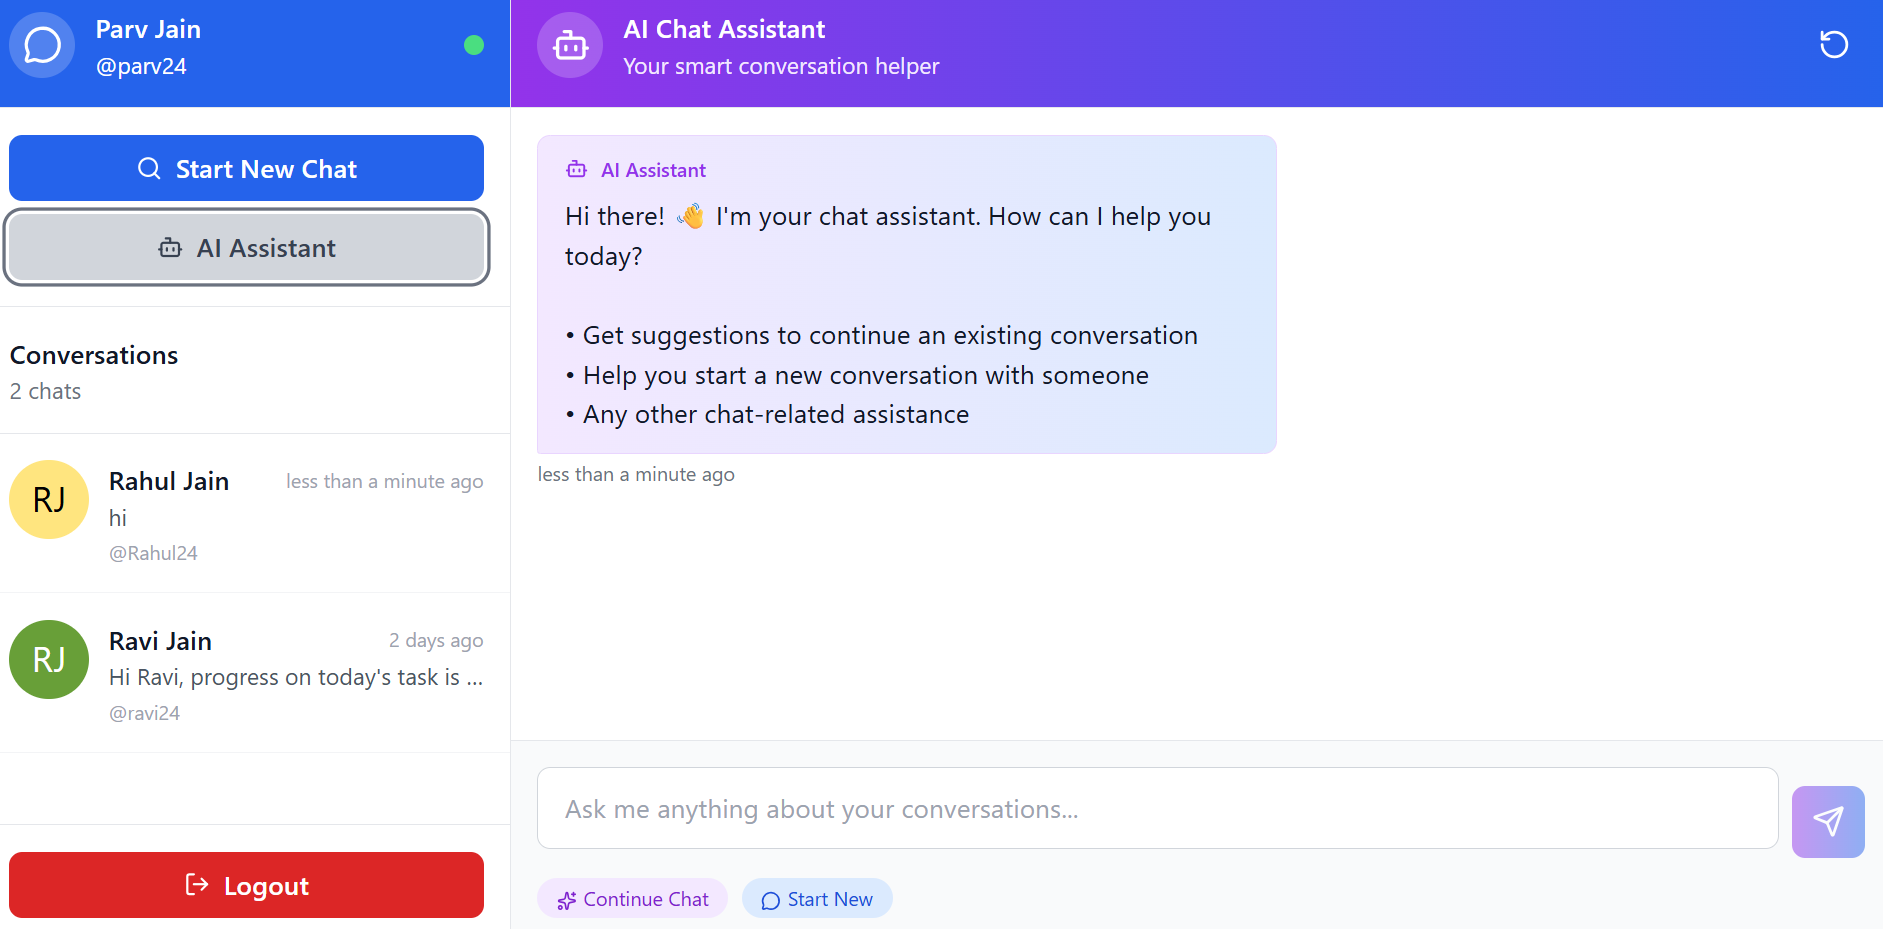 Parv Jain
@parv24
Start New Chat
AI Assistant
Conversations
2 chats
RJ
Rahul Jain
less than a minute ago
hi
@Rahul24
RJ
Ravi Jain
2 days ago
Hi Ravi, progress on today's task is ...
@ravi24
Logout
AI Chat Assistant
Your smart conversation helper
AI Assistant
Hi there! 👋 I'm your chat assistant. How can I help you
today?
• Get suggestions to continue an existing conversation
• Help you start a new conversation with someone
• Any other chat-related assistance
less than a minute ago
Ask me anything about your conversations...
Continue Chat
Start New